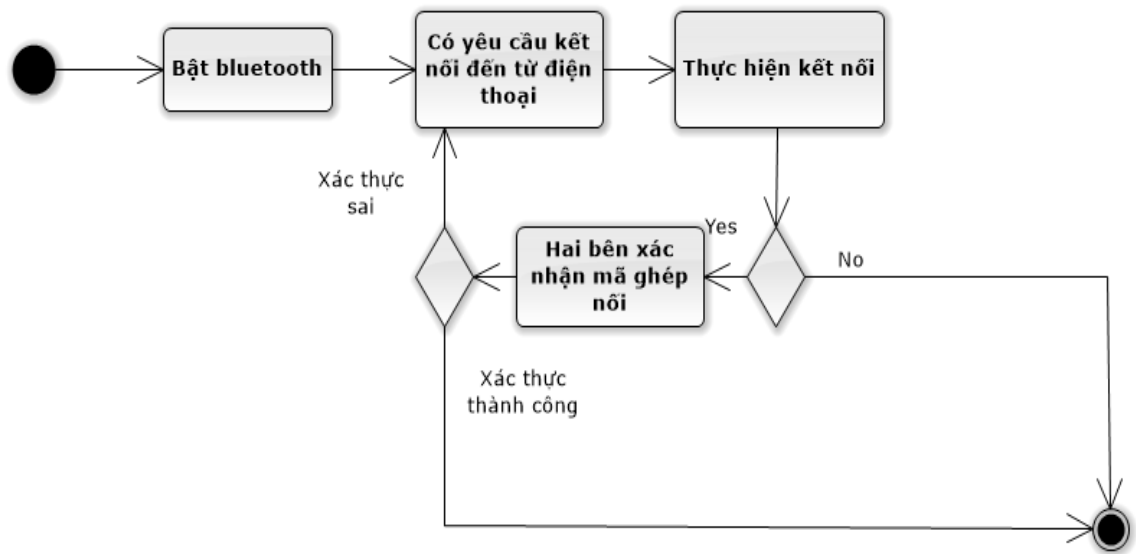 Bật bluetooth
Có yêu cầu kết
nối đến từ điện
thoại
Thực hiện kết nối
Xác thực
sai
Hai bên xác
nhận mã ghép
nối
Yes
No
Xác thực
thành công